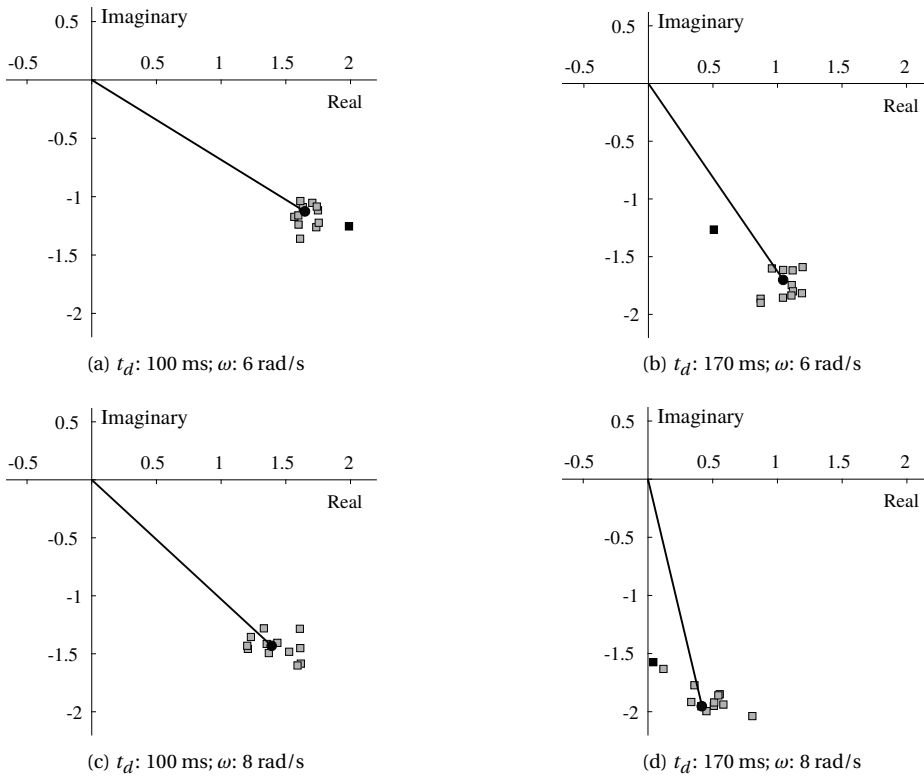 Imaginary
0.5
-0.5 0.5 1 1.5 2
Real
-0.5
-1
-1.5
-2
(a) t_d: 100 ms; ω: 6 rad/s
Imaginary
0.5
-0.5 0.5 1 1.5 2
Real
-0.5
-1
-1.5
-2
(b) t_d: 170 ms; ω: 6 rad/s
Imaginary
0.5
-0.5 0.5 1 1.5 2
Real
-0.5
-1
-1.5
-2
(c) t_d: 100 ms; ω: 8 rad/s
Imaginary
0.5
-0.5 0.5 1 1.5 2
Real
-0.5
-1
-1.5
-2
(d) t_d: 170 ms; ω: 8 rad/s